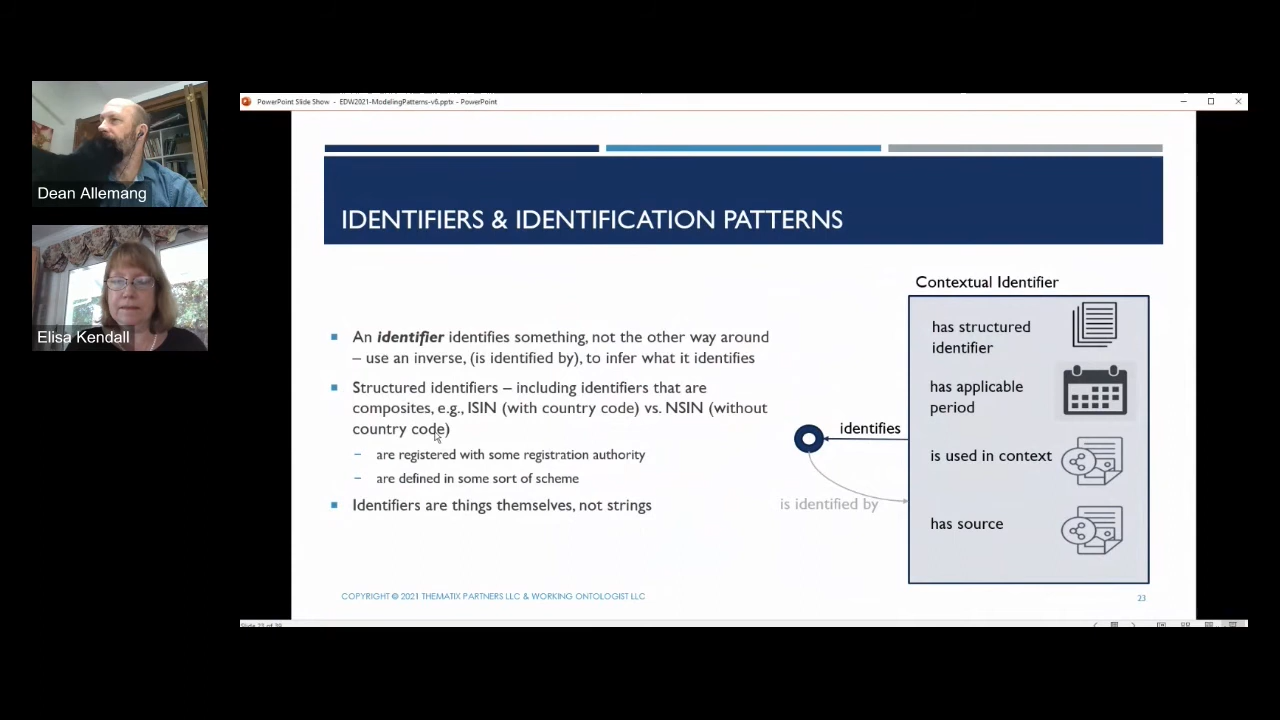 PowerPoint Slide Show - EDW2021-ModelingPatterns-v6.pptx - PowerPoint
Dean Allemang
Elisa Kendall
IDENTIFIERS & IDENTIFICATION PATTERNS
An identifier identifies something, not the other way around
– use an inverse, (is identified by), to infer what it identifies
Structured identifiers – including identifiers that are
composites, e.g., ISIN (with country code) vs. NSIN (without
country code)
– are registered with some registration authority
– are defined in some sort of scheme
Identifiers are things themselves, not strings
Contextual Identifier
has structured
identifier
has applicable
period
identifies
is used in context
is identified by
has source
COPYRIGHT © 2021 THEMATIX PARTNERS LLC & WORKING ONTOLOGIST LLC
23